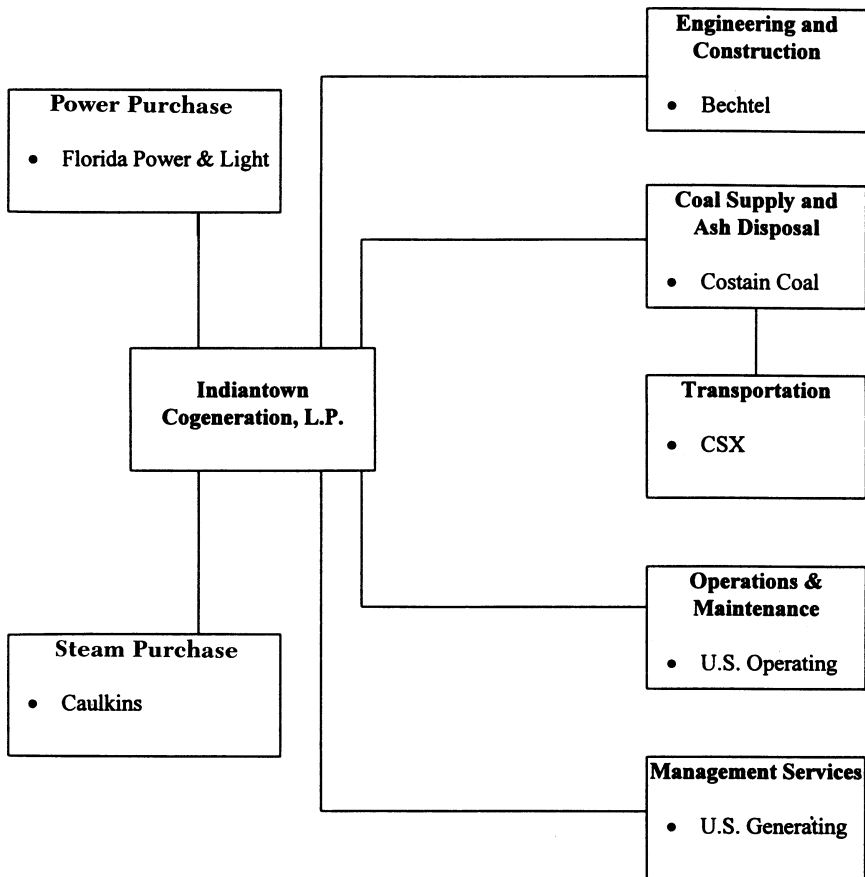 Engineering and
Construction
• Bechtel
Power Purchase
• Florida Power & Light
Coal Supply and
Ash Disposal
• Costain Coal
Indiantown
Cogeneration, L.P.
Transportation
• CSX
Operations &
Maintenance
• U.S. Operating
Steam Purchase
• Caulkins
Management Services
• U.S. Generating